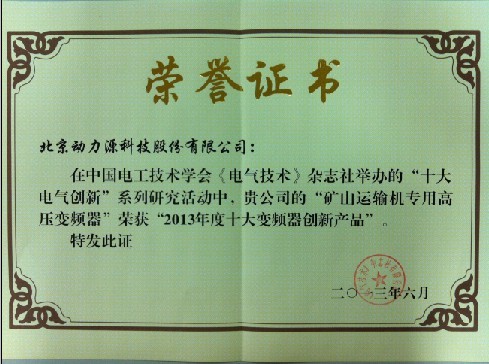 荣誉证书
北京动力源科技股份有限公司：
在中国电工技术学会《电气技术》杂志社举办的“十大
电气创新”系列研究活动中，贵公司的“矿山运输机专用高
压变频器”荣获“2013年度十大变频器创新产品”。
特发此证
二〇一三年六月